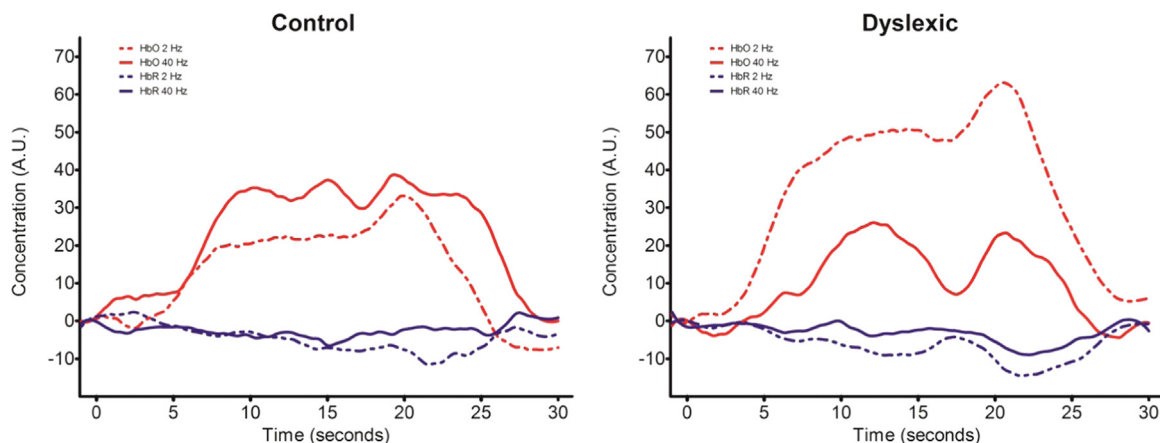 Control
HbO 2 Hz
HbO 40 Hz
HbR 2 Hz
HbR 40 Hz
Concentration (A.U.)
70
60
50
40
30
20
10
0
-10
0 5 10 15 20 25 30
Time (seconds)
Dyslexic
HbO 2 Hz
HbO 40 Hz
HbR 2 Hz
HbR 40 Hz
Concentration (A.U.)
70
60
50
40
30
20
10
0
-10
0 5 10 15 20 25 30
Time (seconds)